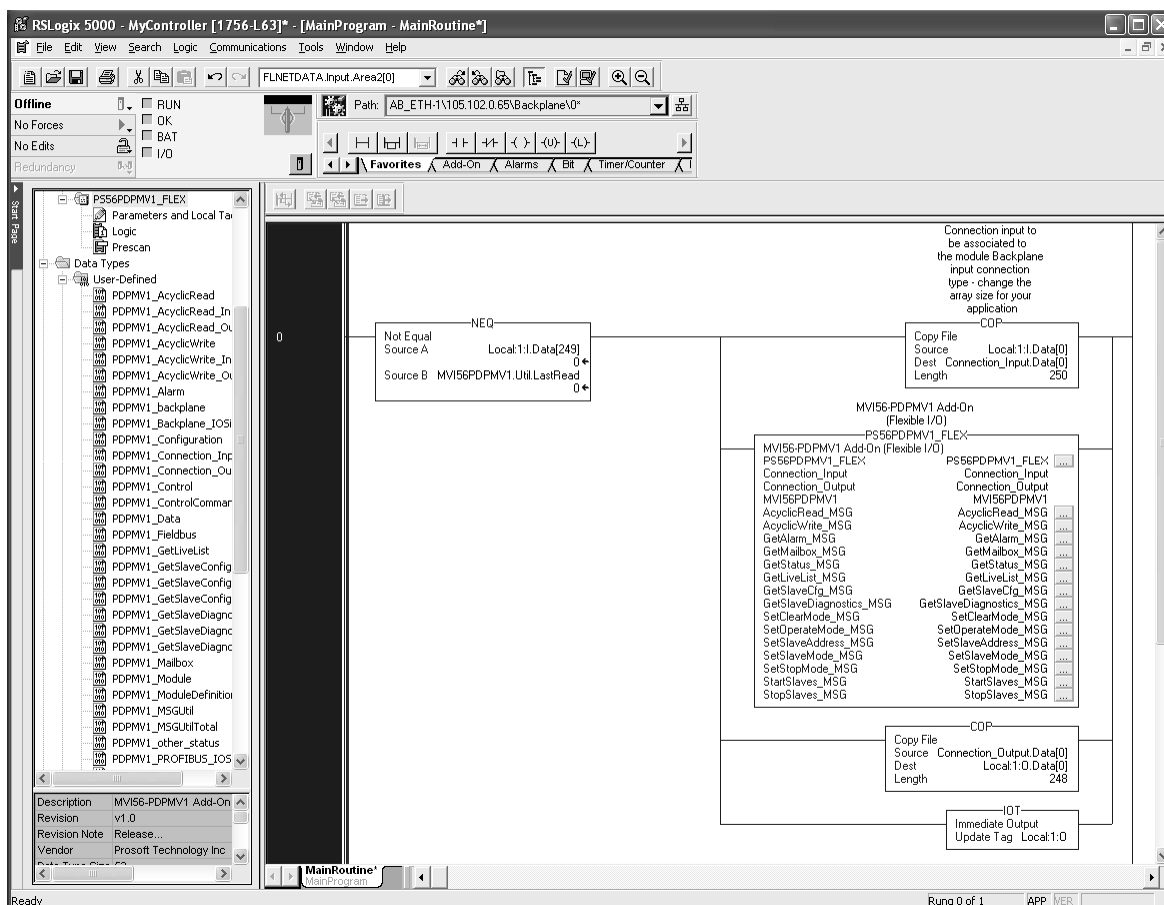 RSLogix 5000 - MyController [1756-L63]* - [MainProgram - MainRoutine*]
File Edit View Search Logic Communications Tools Window Help
FLNETDATA.Input.Area2[0]
Offline
RUN
No Forces
OK
No Edits
BAT
Redundancy
I/O
Path: AB_ETH-1\105.102.0.65\Backplane\0*
Favorites Add-On Alarms Bit Timer/Counter
Start Page
PS56PDPMV1_FLEX
Parameters and Local Ta
Logic
Prescan
Data Types
User-Defined
PDPMV1_AcyclicRead
PDPMV1_AcyclicRead_In
PDPMV1_AcyclicRead_Ou
PDPMV1_AcyclicWrite
PDPMV1_AcyclicWrite_In
PDPMV1_AcyclicWrite_Ou
PDPMV1_Alarm
PDPMV1_backplane
PDPMV1_Backplane_IOSi
PDPMV1_Configuration
PDPMV1_Connection_Inp
PDPMV1_Connection_Ou
PDPMV1_Control
PDPMV1_ControlCommar
PDPMV1_Data
PDPMV1_Fieldbus
PDPMV1_GetLiveList
PDPMV1_GetSlaveConfig
PDPMV1_GetSlaveConfig
PDPMV1_GetSlaveConfig
PDPMV1_GetSlaveDiagnc
PDPMV1_GetSlaveDiagnc
PDPMV1_GetSlaveDiagnc
PDPMV1_Mailbox
PDPMV1_Module
PDPMV1_ModuleDefinitior
PDPMV1_MSGUtil
PDPMV1_MSGUtilTotal
PDPMV1_other_status
PDPMV1_PROFIBUS_IOS
Description MVI56-PDPMV1 Add-On
Revision v1.0
Revision Note Release...
Vendor Prosoft Technology Inc
0
NEQ
Not Equal
Source A Local:1:I.Data[249]
0
Source B MVI56PDPMV1.Util.LastRead
0
Connection input to
be associated to
the module Backplane
input connection
type - change the
array size for your
application
COP
Copy File
Source Local:1:I.Data[0]
Dest Connection_Input.Data[0]
Length 250
MVI56-PDPMV1 Add-On
(Flexible I/O)
PS56PDPMV1_FLEX
MVI56-PDPMV1 Add-On (Flexible I/O)
PS56PDPMV1_FLEX PS56PDPMV1_FLEX ...
Connection_Input Connection_Input
Connection_Output Connection_Output
MVI56PDPMV1 MVI56PDPMV1
AcyclicRead_MSG AcyclicRead_MSG ...
AcyclicWrite_MSG AcyclicWrite_MSG ...
GetAlarm_MSG GetAlarm_MSG ...
GetMailbox_MSG GetMailbox_MSG ...
GetStatus_MSG GetStatus_MSG ...
GetLiveList_MSG GetLiveList_MSG ...
GetSlaveCfg_MSG GetSlaveCfg_MSG ...
GetSlaveDiagnostics_MSG GetSlaveDiagnostics_MSG ...
SetClearMode_MSG SetClearMode_MSG ...
SetOperateMode_MSG SetOperateMode_MSG ...
SetSlaveAddress_MSG SetSlaveAddress_MSG ...
SetSlaveMode_MSG SetSlaveMode_MSG ...
SetStopMode_MSG SetStopMode_MSG ...
StartSlaves_MSG StartSlaves_MSG ...
StopSlaves_MSG StopSlaves_MSG ...
COP
Copy File
Source Connection_Output.Data[0]
Dest Local:1:O.Data[0]
Length 248
IOT
Immediate Output
Update Tag Local:1:O
MainRoutine*
MainProgram
Ready
Rung 0 of 1 APP VER